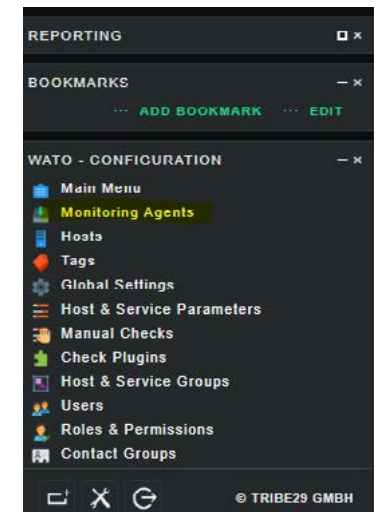 REPORTING
BOOKMARKS
··· ADD BOOKMARK ··· EDIT
WATO - CONFIGURATION
Main Menu
Monitoring Agents
Hosts
Tags
Global Settings
Host & Service Parameters
Manual Checks
Check Plugins
Host & Service Groups
Users
Roles & Permissions
Contact Groups
© TRIBE29 GMBH